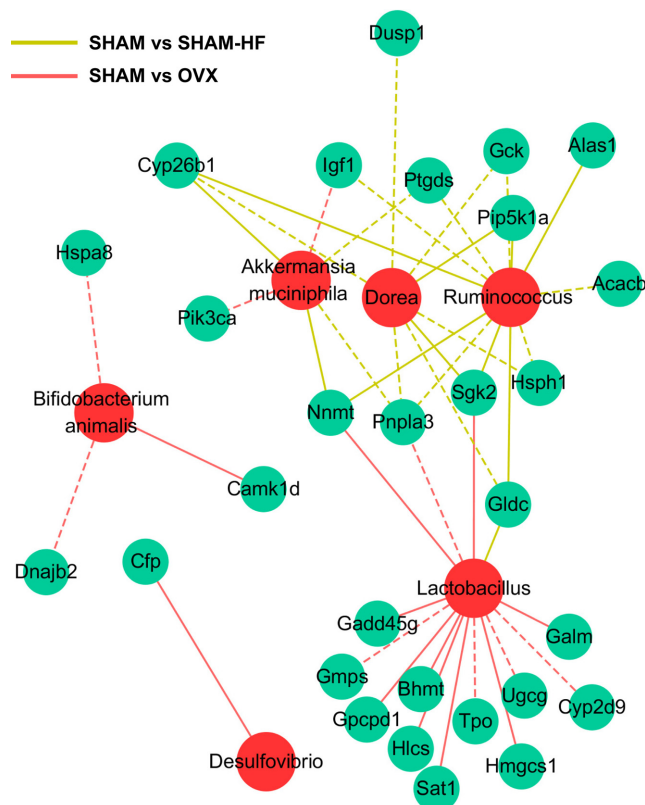 SHAM vs SHAM-HF
SHAM vs OVX
Dusp1
Cyp26b1
Igf1
Ptgds
Gck
Alas1
Pip5k1a
Hspa8
Akkermansia
muciniphila
Dorea
Ruminococcus
Acacb
Pik3ca
Bifidobacterium
animalis
Nnmt
Pnpla3
Sgk2
Hsph1
Camk1d
Gldc
Dnajb2
Cfp
Lactobacillus
Gadd45g
Galm
Gmps
Bhmt
Ugcg
Cyp2d9
Gpcpd1
Tpo
Hlcs
Hmgcs1
Desulfovibrio
Sat1